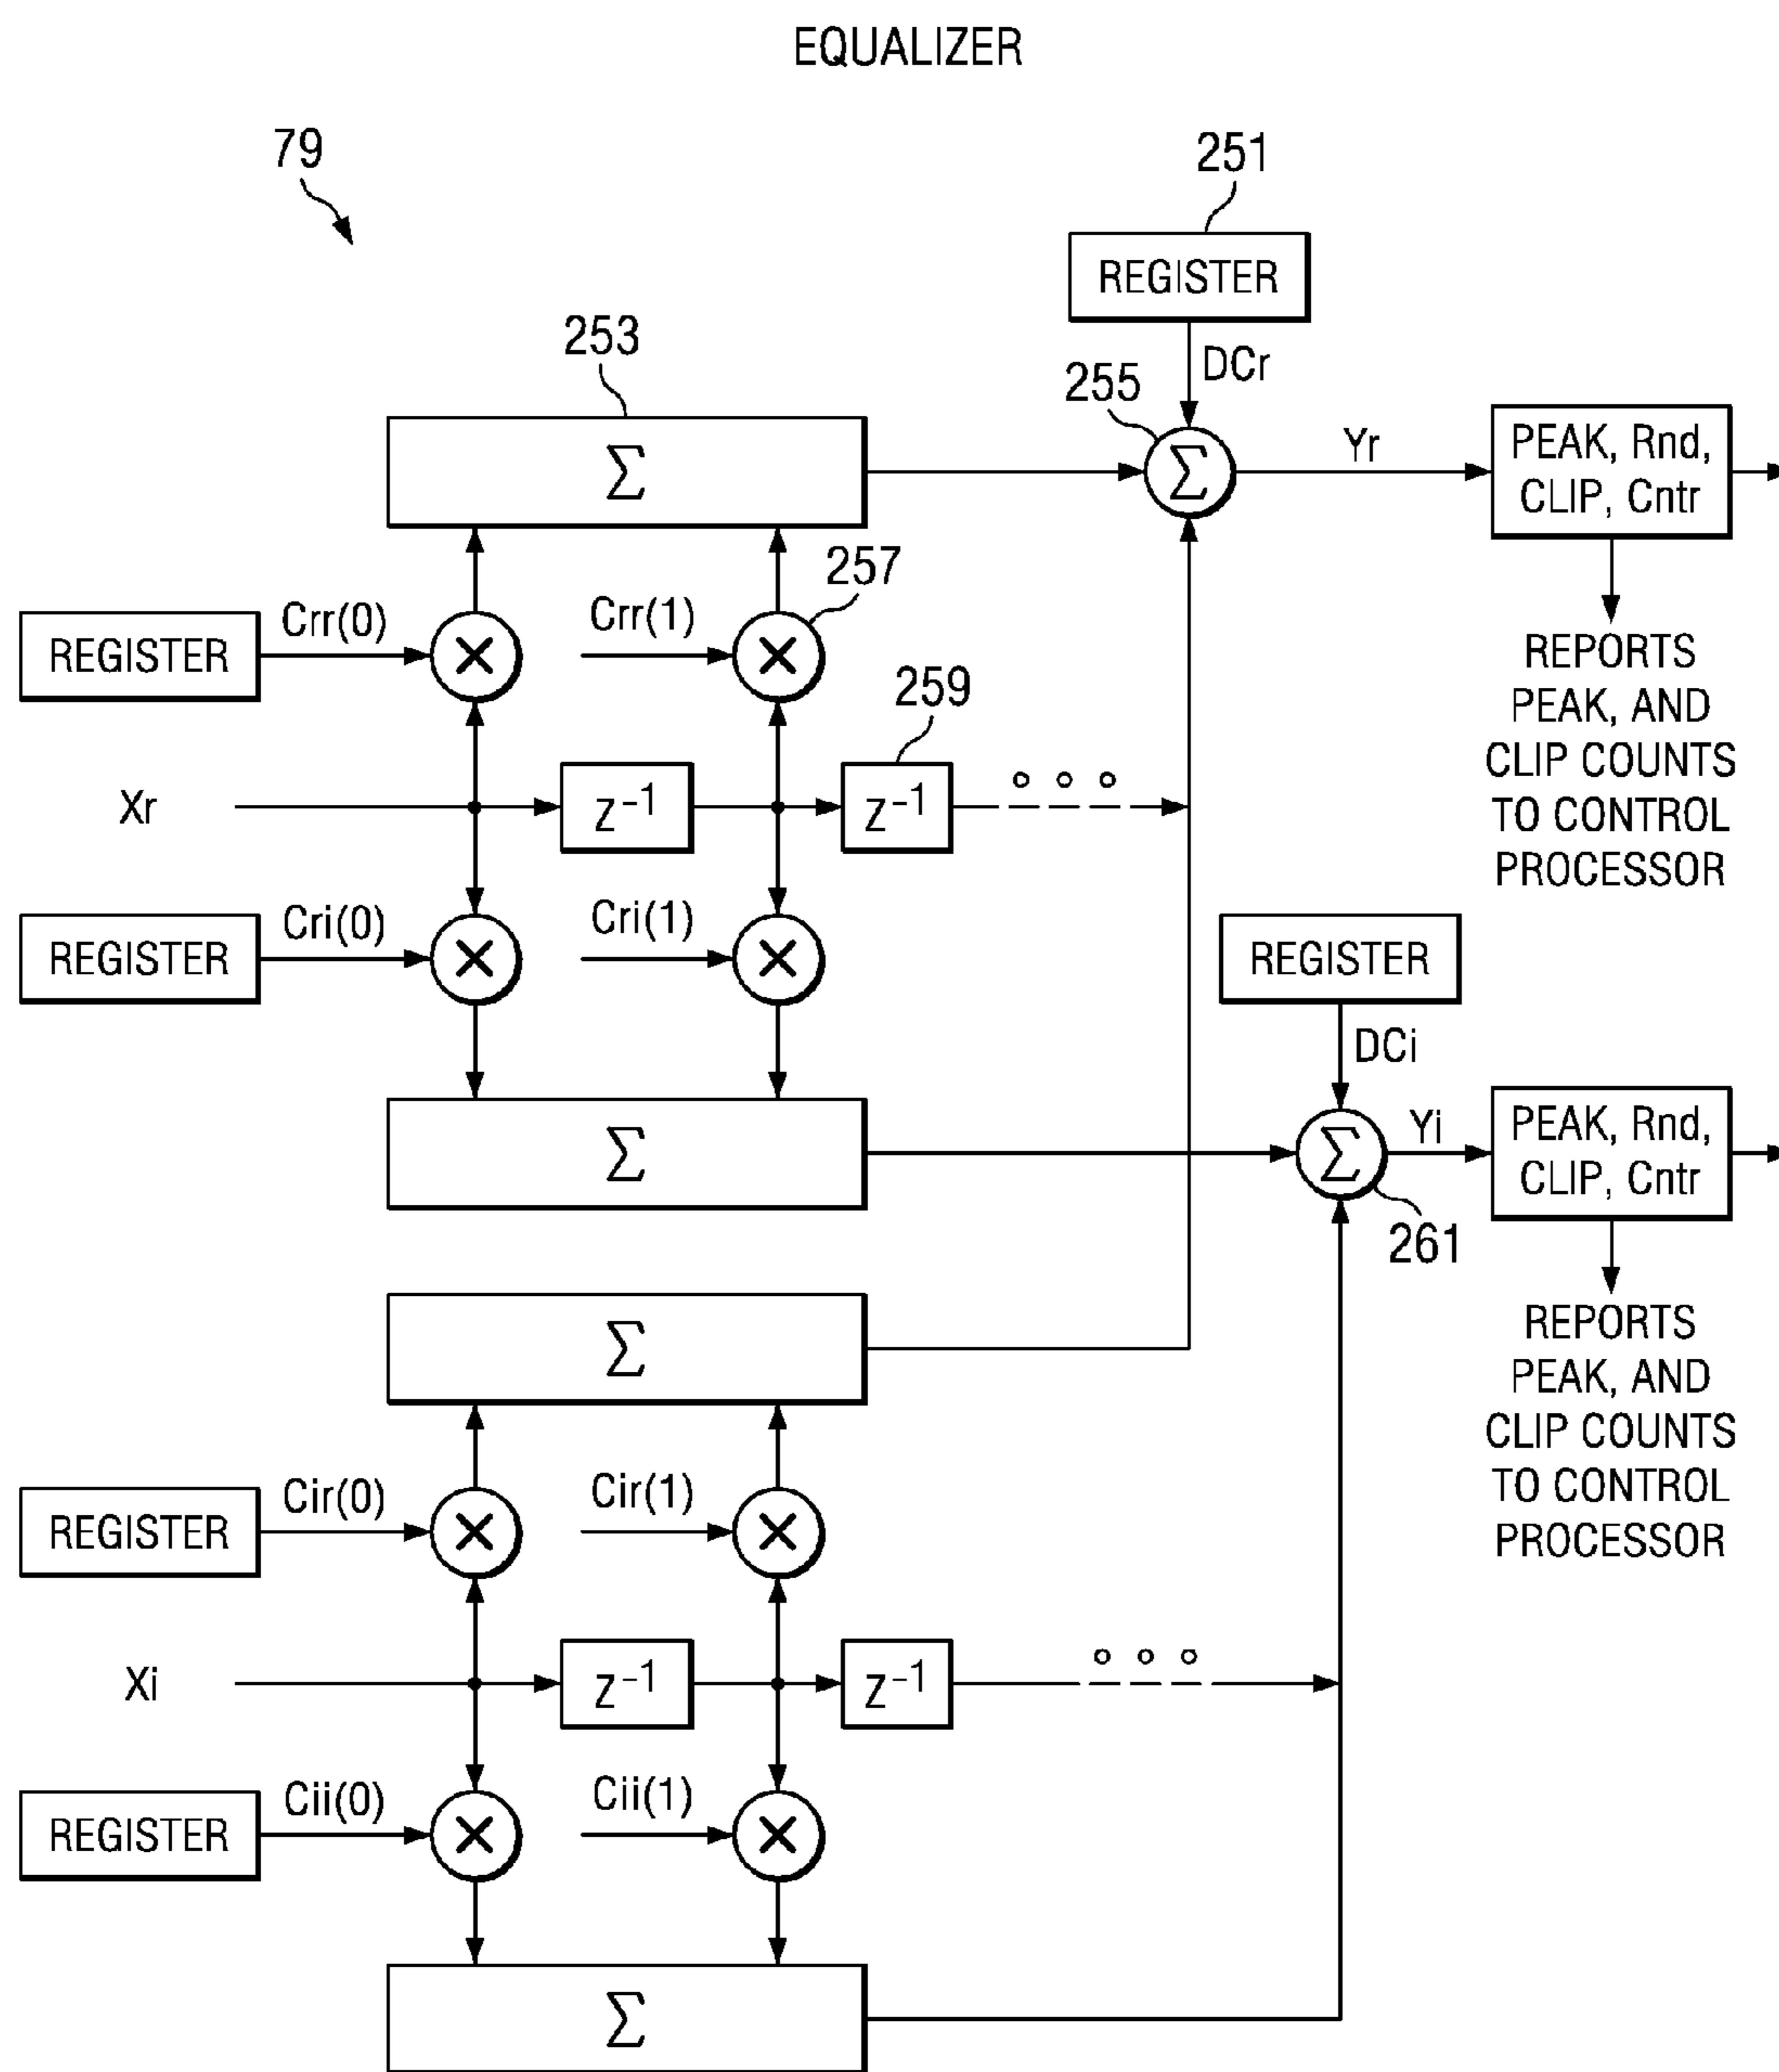 EQUALIZER
79
251
REGISTER
253
DCr
255
Σ
Σ
Yr
PEAK, Rnd,
CLIP, Cntr
257
REGISTER
Crr(0)
×
Crr(1)
×
REPORTS
PEAK, AND
CLIP COUNTS
TO CONTROL
PROCESSOR
259
Xr
z⁻¹
z⁻¹
REGISTER
Cri(0)
×
Cri(1)
×
REGISTER
DCi
Σ
Σ
Yi
PEAK, Rnd,
CLIP, Cntr
261
Σ
REPORTS
PEAK, AND
CLIP COUNTS
TO CONTROL
PROCESSOR
REGISTER
Cir(0)
×
Cir(1)
×
Xi
z⁻¹
z⁻¹
REGISTER
Cii(0)
×
Cii(1)
×
Σ